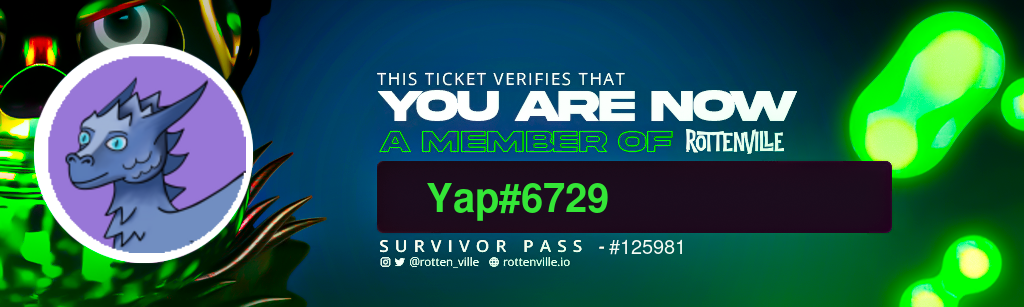 THIS TICKET VERIFIES THAT
YOU ARE NOW
A MEMBER OF ROTTENVILLE
Yap#6729
SURVIVOR PASS - #125981
@rotten_ville rottenville.io